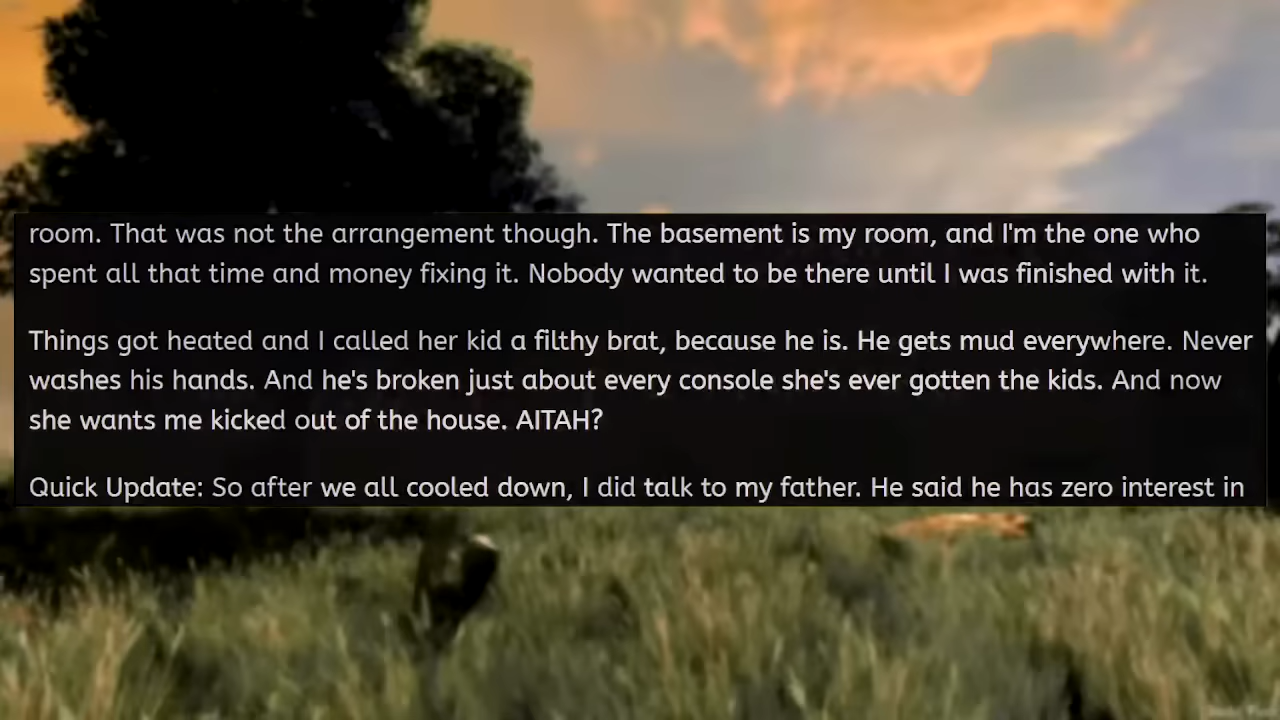 room. That was not the arrangement though. The basement is my room, and I'm the one who
spent all that time and money fixing it. Nobody wanted to be there until I was finished with it.
Things got heated and I called her kid a filthy brat, because he is. He gets mud everywhere. Never
washes his hands. And he's broken just about every console she's ever gotten the kids. And now
she wants me kicked out of the house. AITAH?
Quick Update: So after we all cooled down, I did talk to my father. He said he has zero interest in